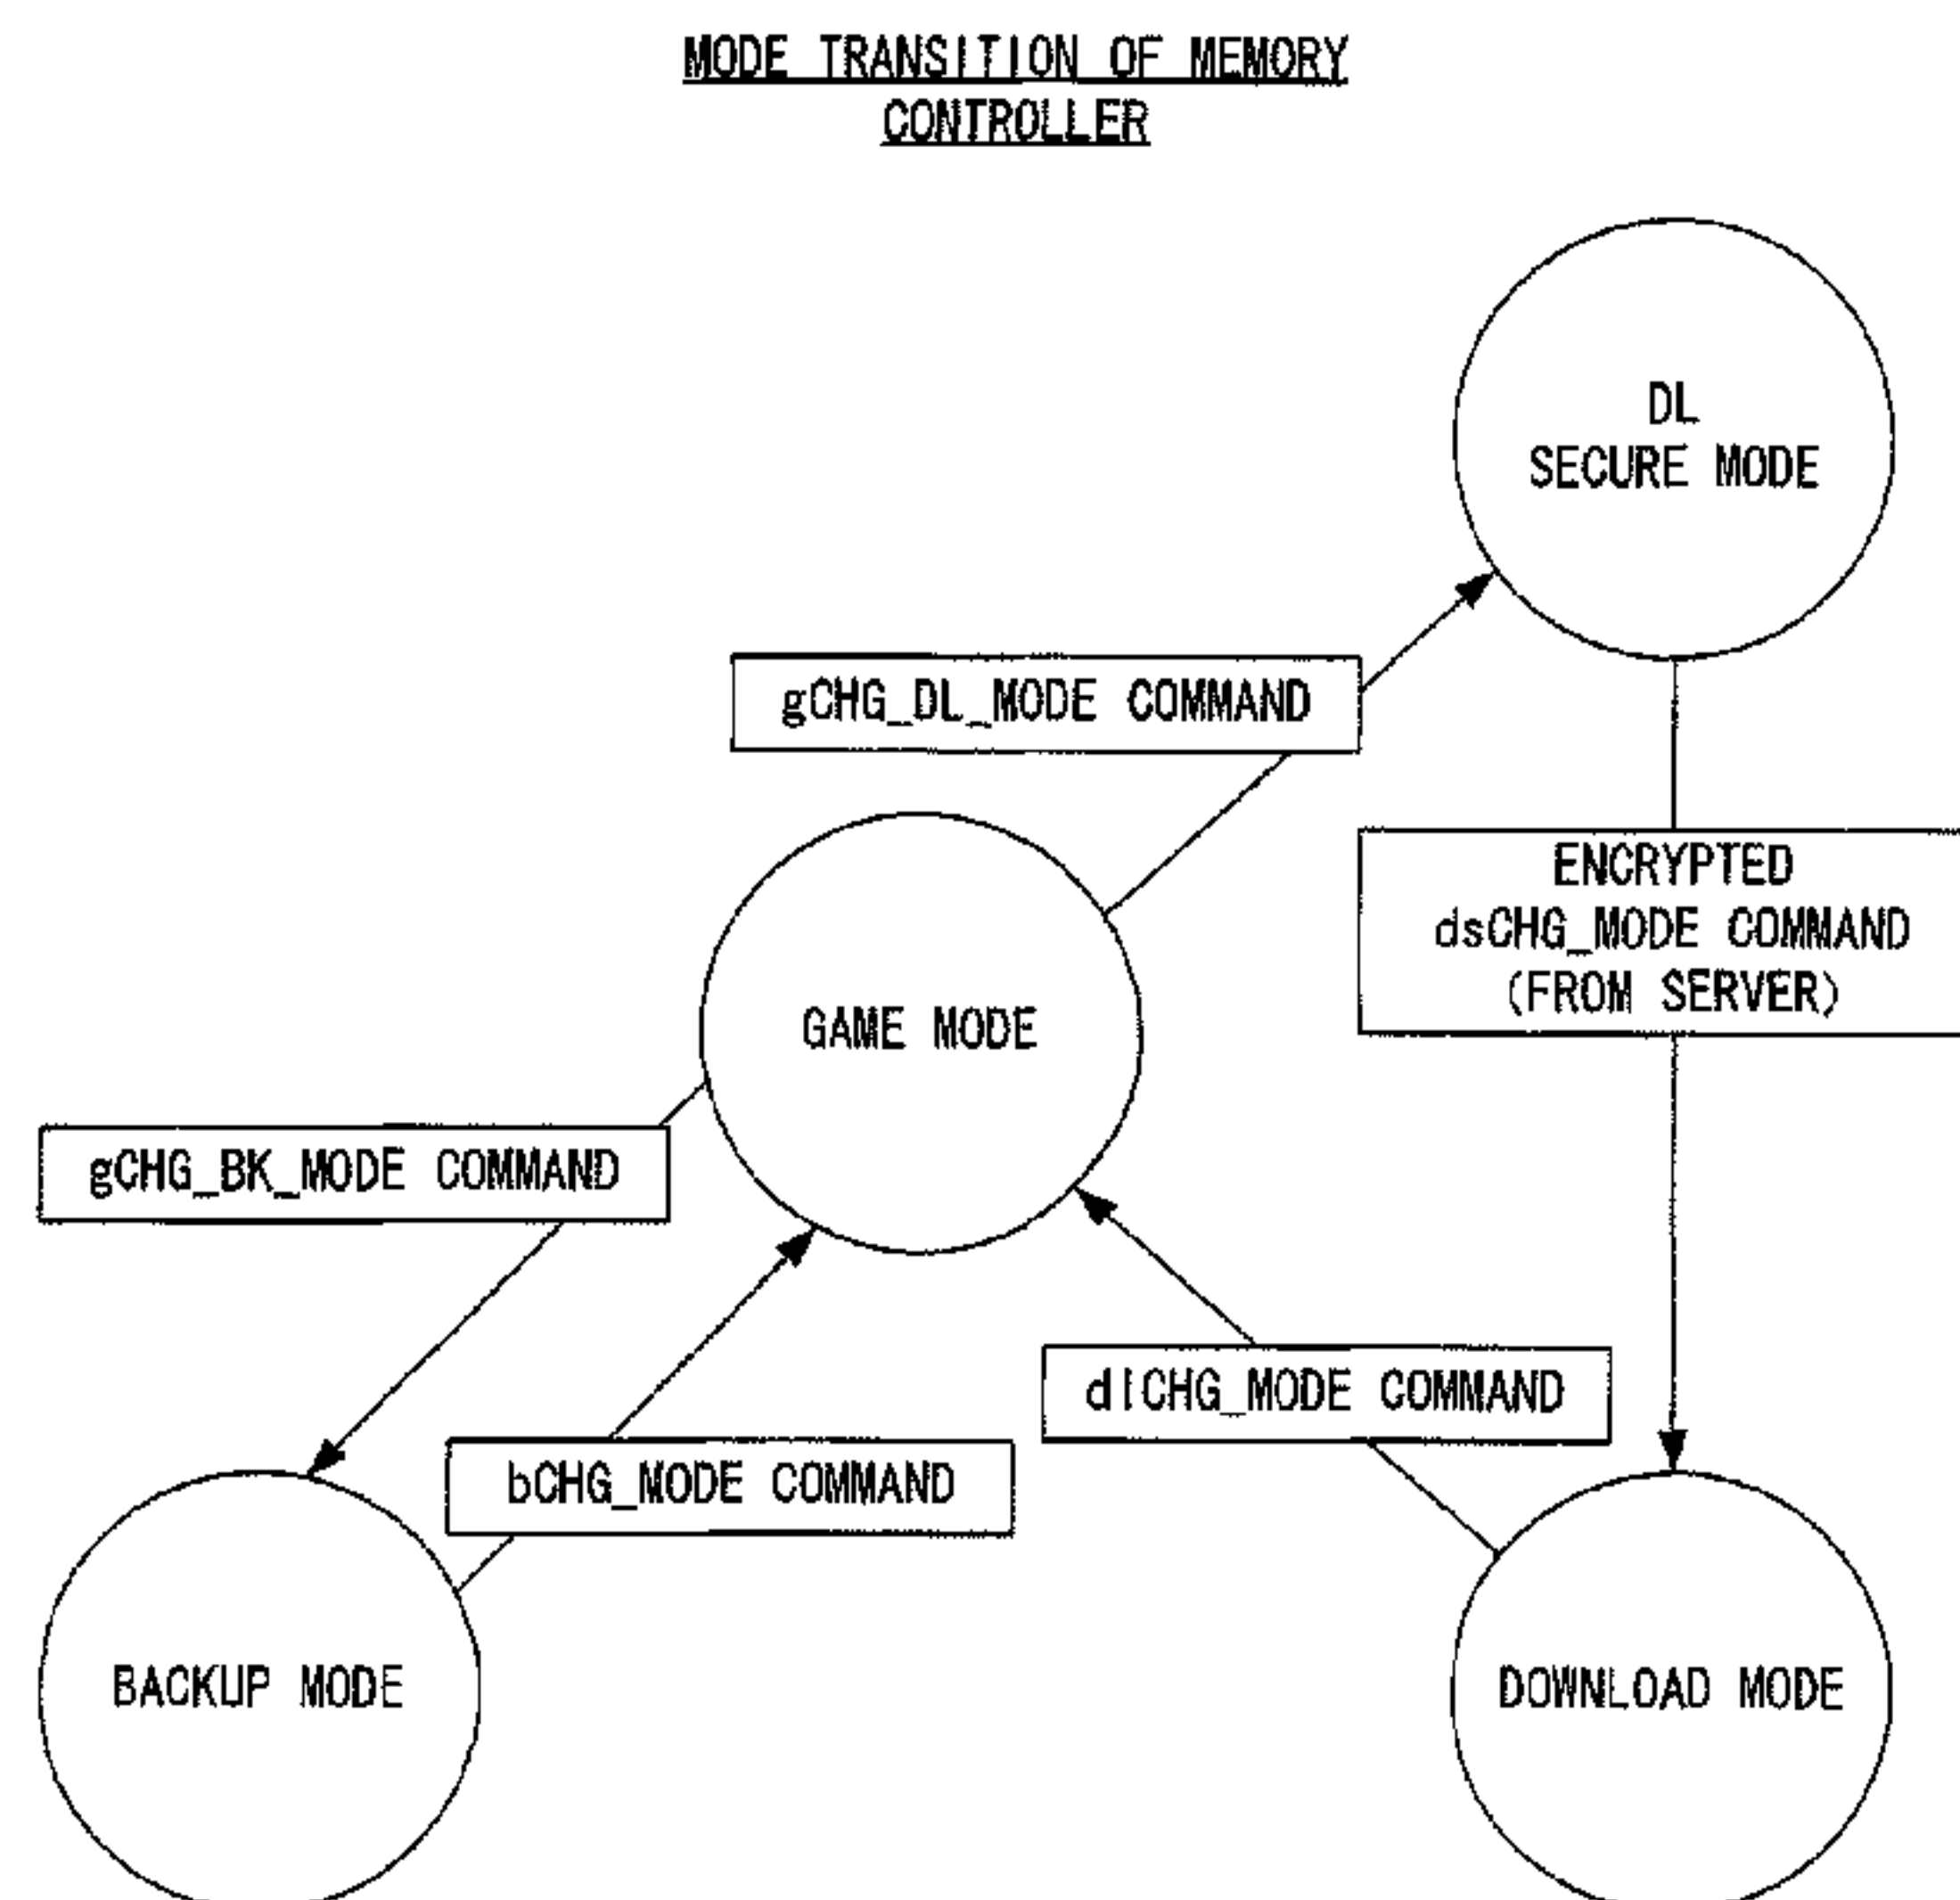 MODE TRANSITION OF MEMORY
CONTROLLER
DL
SECURE MODE
gCHG_DL_MODE COMMAND
ENCRYPTED
dsCHG_MODE COMMAND
(FROM SERVER)
GAME MODE
gCHG_BK_MODE COMMAND
dlCHG_MODE COMMAND
bCHG_MODE COMMAND
BACKUP MODE
DOWNLOAD MODE